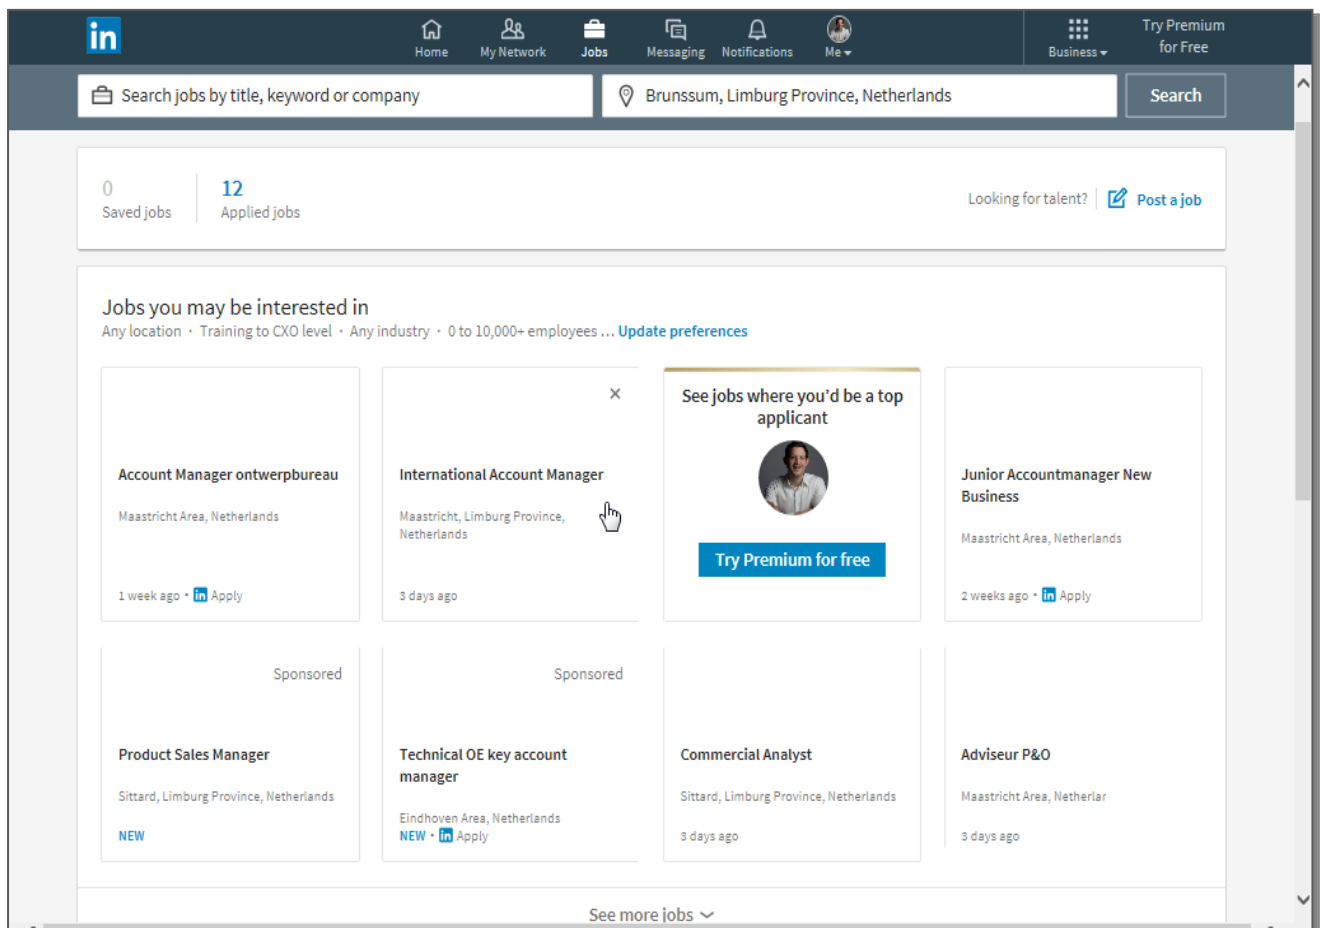 in
Home
My Network
Jobs
Messaging
Notifications
Me
Business
Try Premium
for Free
Search jobs by title, keyword or company
Brunssum, Limburg Province, Netherlands
Search
0
Saved jobs
12
Applied jobs
Looking for talent?
Post a job
Jobs you may be interested in
Any location · Training to CXO level · Any industry · 0 to 10,000+ employees ... Update preferences
Account Manager ontwerpbureau
Maastricht Area, Netherlands
1 week ago · in Apply
International Account Manager
Maastricht, Limburg Province,
Netherlands
3 days ago
See jobs where you'd be a top
applicant
Try Premium for free
Junior Accountmanager New
Business
Maastricht Area, Netherlands
2 weeks ago · in Apply
Sponsored
Product Sales Manager
Sittard, Limburg Province, Netherlands
NEW
Sponsored
Technical OE key account
manager
Eindhoven Area, Netherlands
NEW · in Apply
Commercial Analyst
Sittard, Limburg Province, Netherlands
3 days ago
Adviseur P&O
Maastricht Area, Netherlar
3 days ago
See more jobs